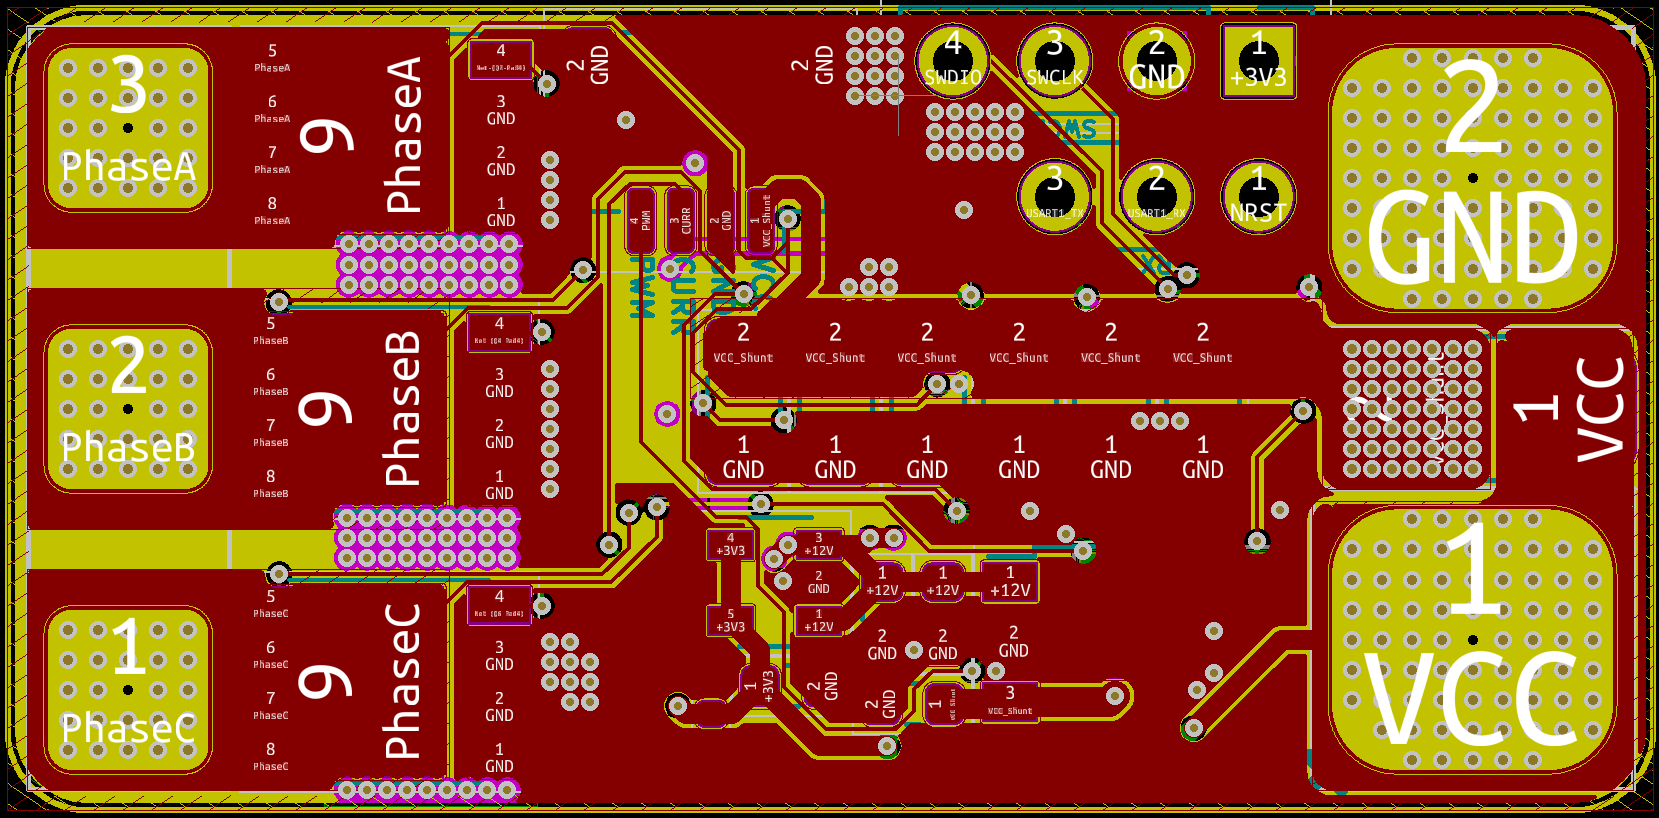 3
PhaseA
5
PhaseA
6
PhaseA
7
PhaseA
8
PhaseA
9
PhaseA
4
3
GND
2
GND
1
GND
2
GND
2
GND
4
SWDIO
3
SWCLK
2
GND
1
+3V3
3
USART1_TX
2
USART1_RX
1
NRST
2
GND
4
PWM
3
CURR
2
GND
1
VCC_Shunt
PWM
CURR
GND
VCC
RX
2
PhaseB
5
PhaseB
6
PhaseB
7
PhaseB
8
PhaseB
9
PhaseB
4
3
GND
2
GND
1
GND
2
VCC_Shunt
2
VCC_Shunt
2
VCC_Shunt
2
VCC_Shunt
2
VCC_Shunt
2
VCC_Shunt
1
GND
1
GND
1
GND
1
GND
1
GND
1
GND
1
VCC
1
PhaseC
5
PhaseC
6
PhaseC
7
PhaseC
8
PhaseC
9
PhaseC
4
3
GND
2
GND
1
GND
4
+3V3
3
+12V
2
GND
5
+3V3
1
+12V
1
+12V
1
+12V
1
+12V
2
GND
2
GND
2
GND
1
+3V3
2
GND
2
GND
1
VCC_Shunt
3
VCC_Shunt
1
VCC